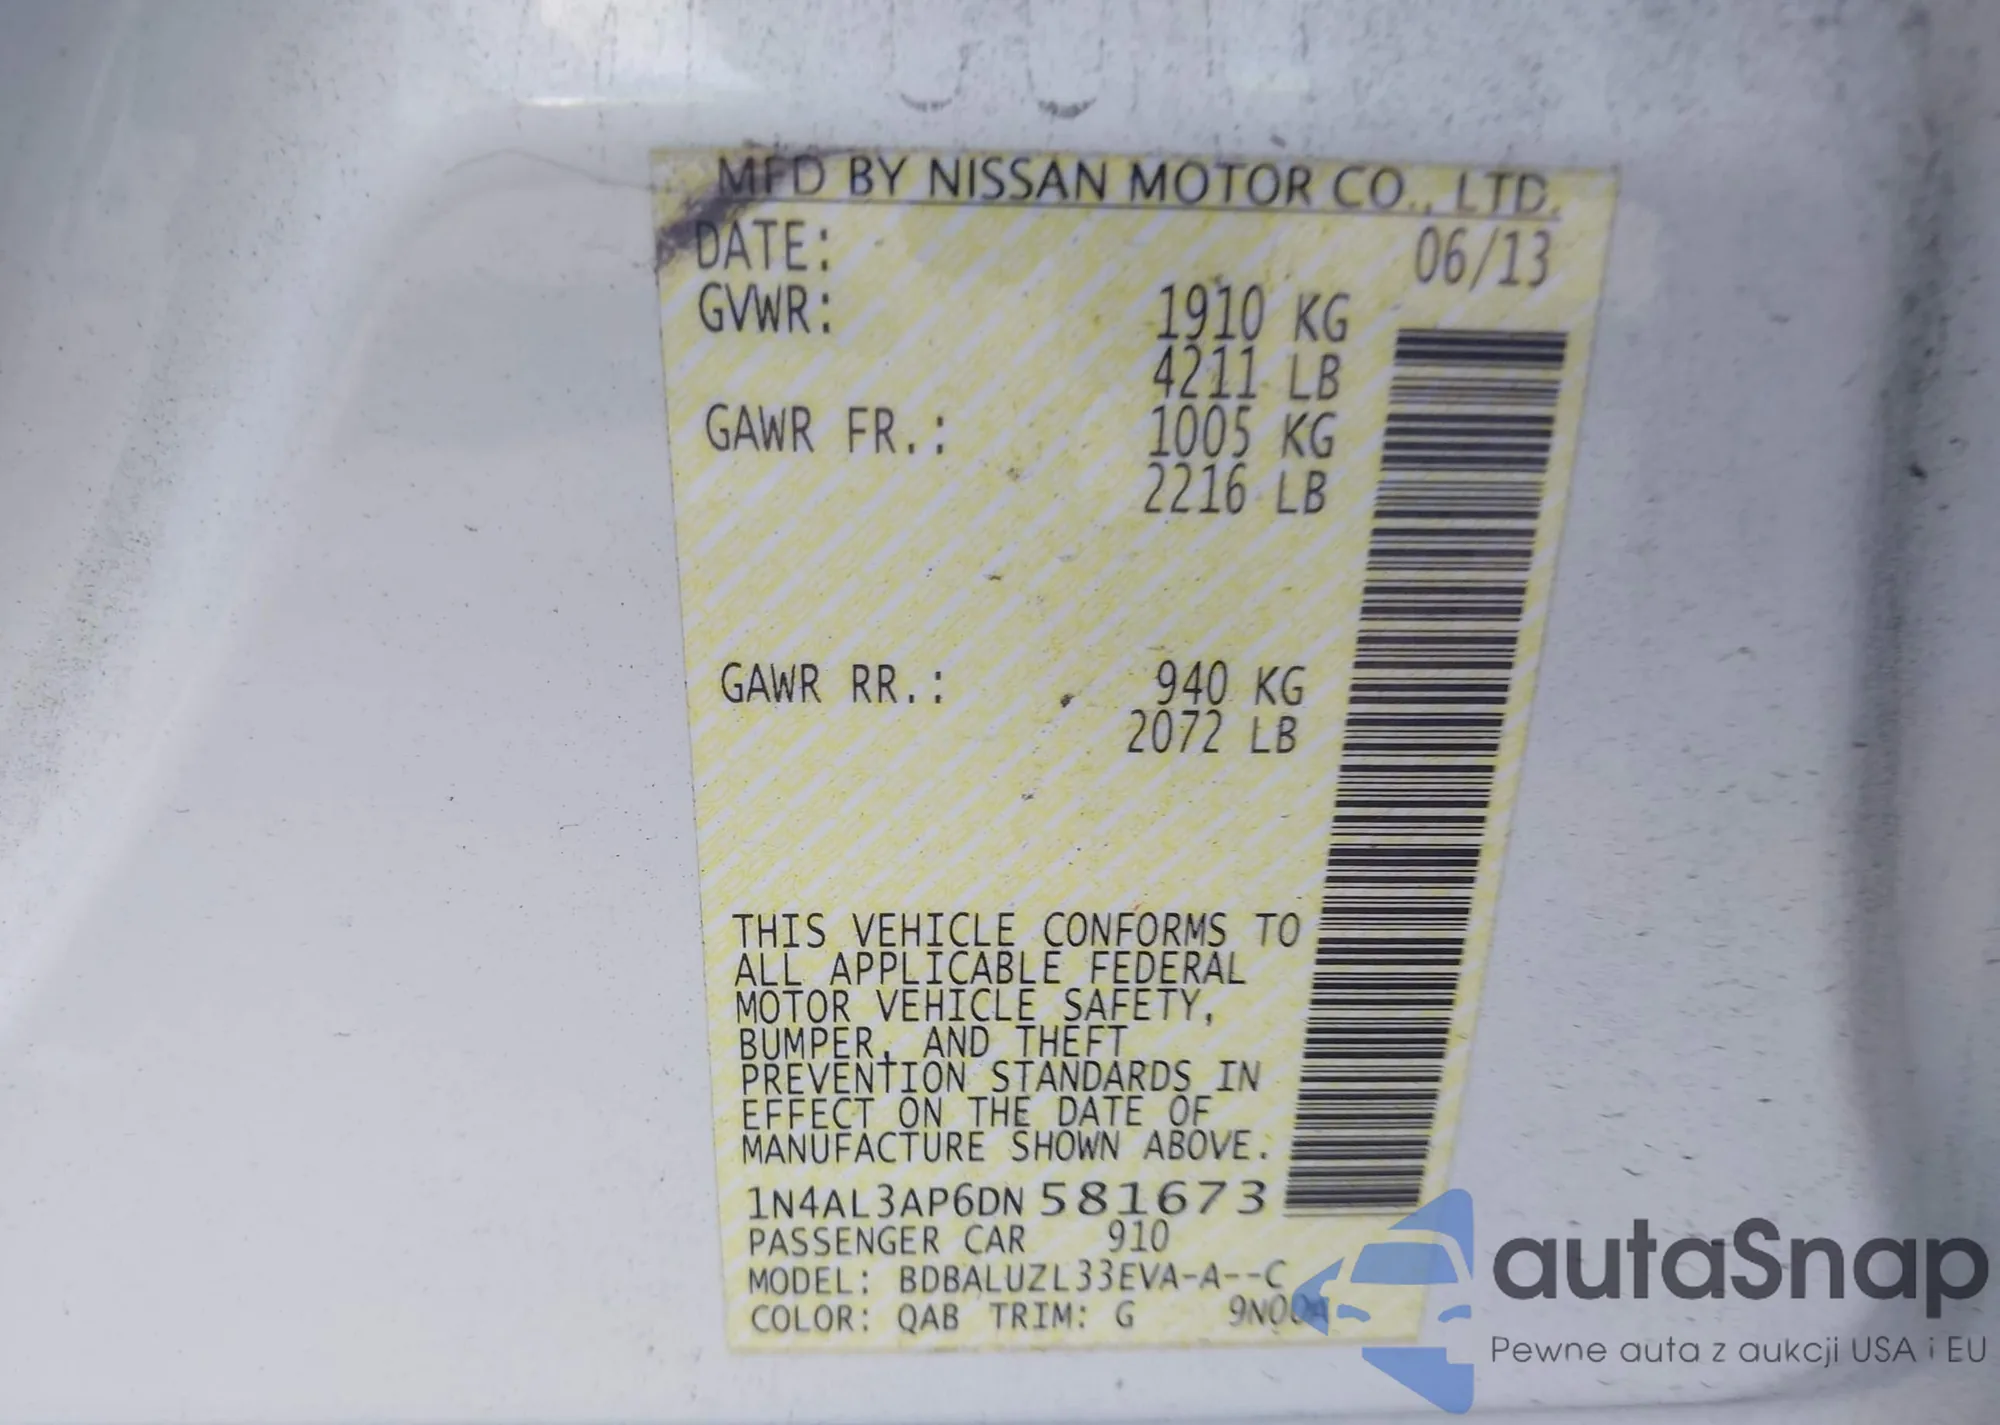 MFD BY NISSAN MOTOR CO., LTD.
DATE: 06/13
GVWR: 1910 KG
4211 LB
GAWR FR.: 1005 KG
2216 LB
GAWR RR.: 940 KG
2072 LB
THIS VEHICLE CONFORMS TO
ALL APPLICABLE FEDERAL
MOTOR VEHICLE SAFETY,
BUMPER, AND THEFT
PREVENTION STANDARDS IN
EFFECT ON THE DATE OF
MANUFACTURE SHOWN ABOVE.
1N4AL3AP6DN581673
PASSENGER CAR 910
MODEL: BDBALUZL33EVA-A--C
COLOR: QAB TRIM: G 9N00A
autaSnap
Pewne auta z aukcji USA i EU